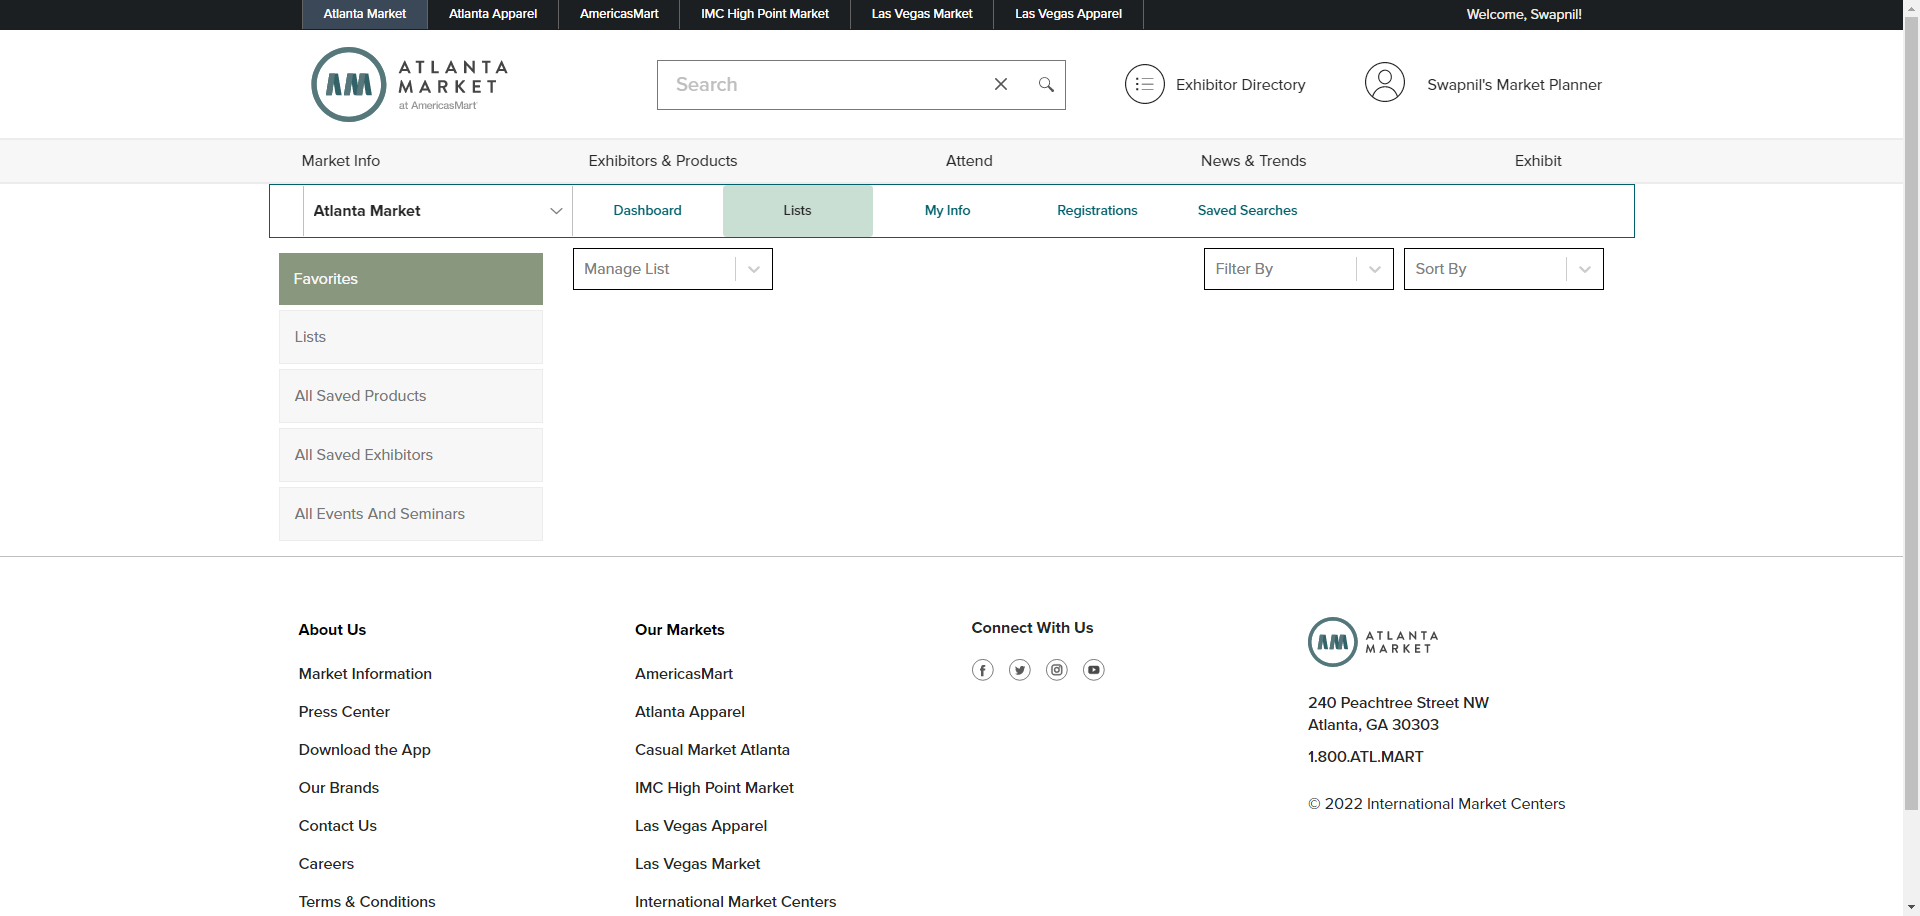 Atlanta Market
Atlanta Apparel
AmericasMart
IMC High Point Market
Las Vegas Market
Las Vegas Apparel
Welcome, Swapnil!
AM
ATLANTA
MARKET
at AmericasMart
Search
Exhibitor Directory
Swapnil's Market Planner
Market Info
Exhibitors & Products
Attend
News & Trends
Exhibit
Atlanta Market
Dashboard
Lists
My Info
Registrations
Saved Searches
Favorites
Lists
All Saved Products
All Saved Exhibitors
All Events And Seminars
Manage List
Filter By
Sort By
About Us
Market Information
Press Center
Download the App
Our Brands
Contact Us
Careers
Terms & Conditions
Our Markets
AmericasMart
Atlanta Apparel
Casual Market Atlanta
IMC High Point Market
Las Vegas Apparel
Las Vegas Market
International Market Centers
Connect With Us
AM
ATLANTA
MARKET
240 Peachtree Street NW
Atlanta, GA 30303
1.800.ATL.MART
© 2022 International Market Centers